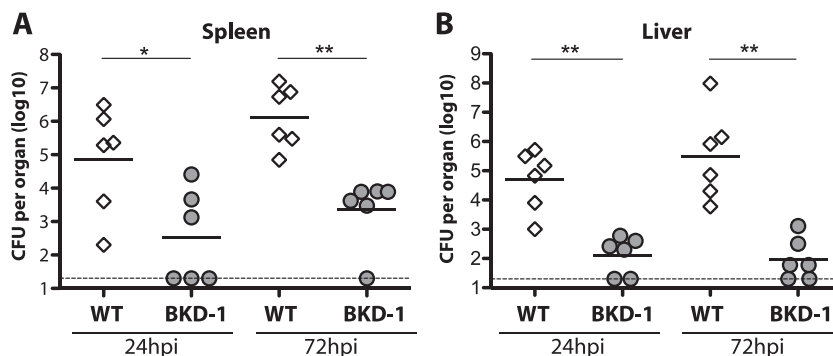 A
Spleen
CFU per organ (log10)
8
7
6
5
4
3
2
1
*
**
WT
BKD-1
WT
BKD-1
24hpi
72hpi
B
Liver
CFU per organ (log10)
9
8
7
6
5
4
3
2
1
**
**
WT
BKD-1
WT
BKD-1
24hpi
72hpi